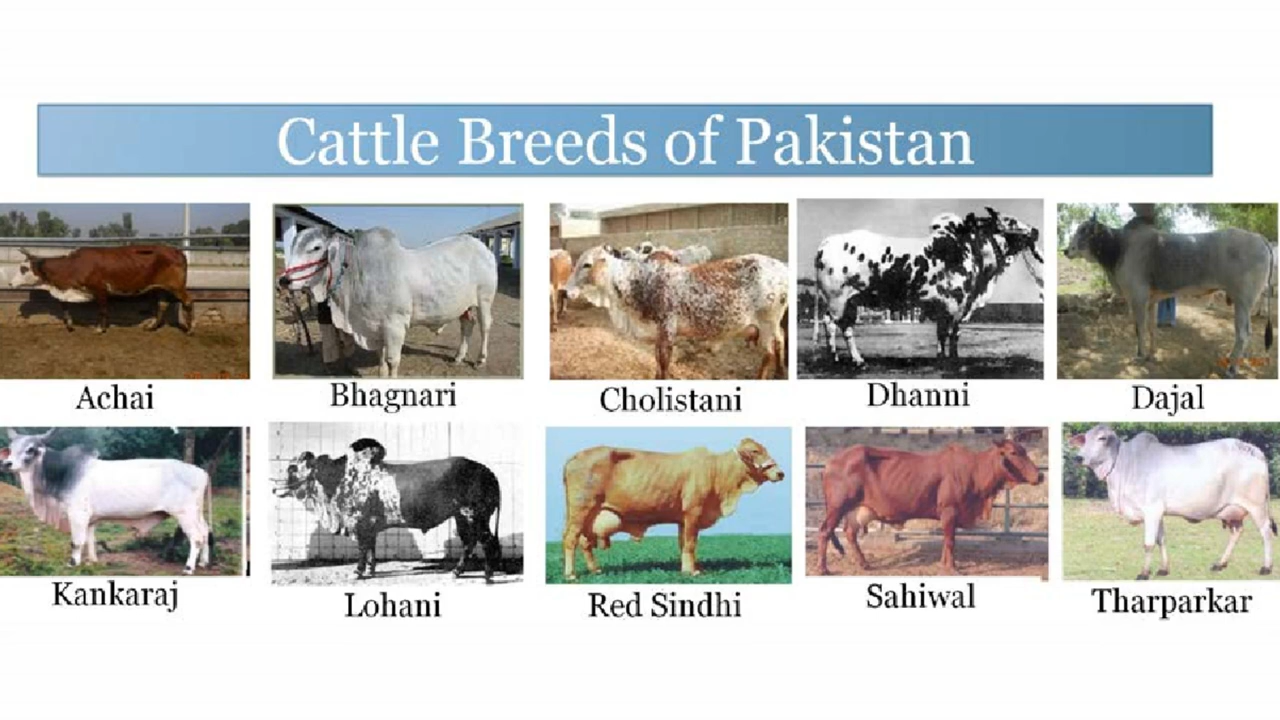 Cattle Breeds of Pakistan
Achai
Bhagnari
Cholistani
Dhanni
Dajal
Kankaraj
Lohani
Red Sindhi
Sahiwal
Tharparkar